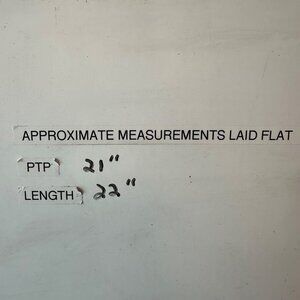 APPROXIMATE MEASUREMENTS LAID FLAT
PTP 21"
LENGTH 22"